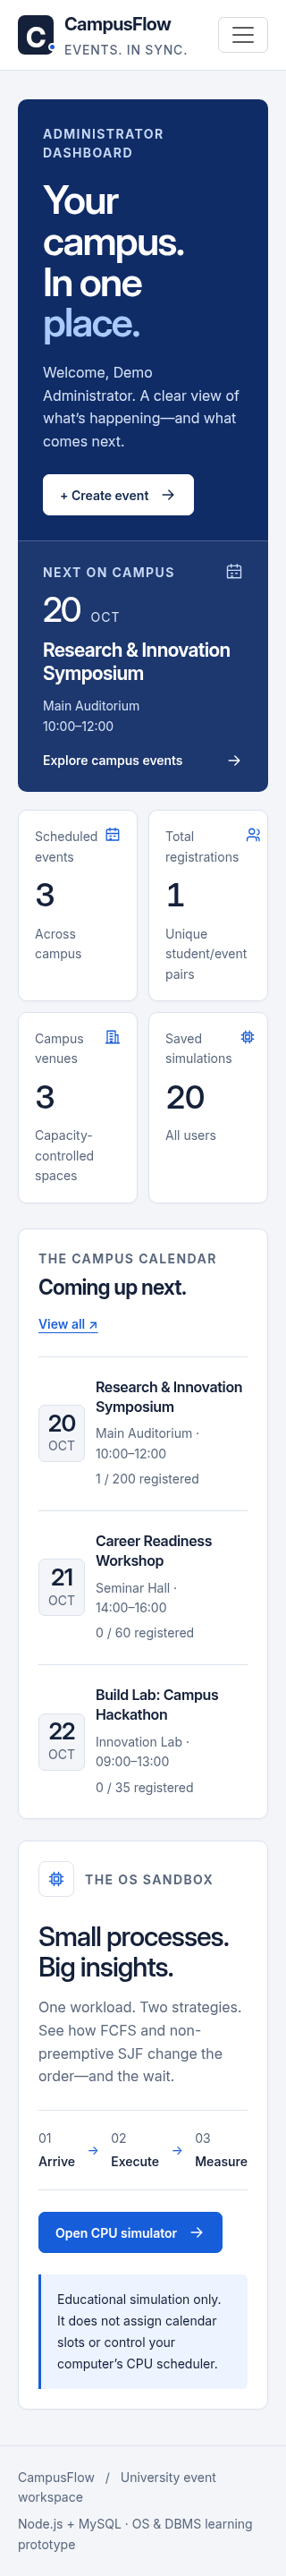 C CampusFlow
EVENTS. IN SYNC.
ADMINISTRATOR
DASHBOARD
Your
campus.
In one
place.
Welcome, Demo
Administrator. A clear view of
what's happening—and what
comes next.
+ Create event →
NEXT ON CAMPUS
20 OCT
Research & Innovation
Symposium
Main Auditorium
10:00–12:00
Explore campus events →
Scheduled
events
3
Across
campus
Total
registrations
1
Unique
student/event
pairs
Campus
venues
3
Capacity-
controlled
spaces
Saved
simulations
20
All users
THE CAMPUS CALENDAR
Coming up next.
View all ↗
20
OCT
Research & Innovation
Symposium
Main Auditorium ·
10:00–12:00
1 / 200 registered
21
OCT
Career Readiness
Workshop
Seminar Hall ·
14:00–16:00
0 / 60 registered
22
OCT
Build Lab: Campus
Hackathon
Innovation Lab ·
09:00–13:00
0 / 35 registered
THE OS SANDBOX
Small processes.
Big insights.
One workload. Two strategies.
See how FCFS and non-
preemptive SJF change the
order—and the wait.
01 02 03
Arrive → Execute → Measure
Open CPU simulator →
Educational simulation only.
It does not assign calendar
slots or control your
computer's CPU scheduler.
CampusFlow / University event
workspace
Node.js + MySQL · OS & DBMS learning
prototype